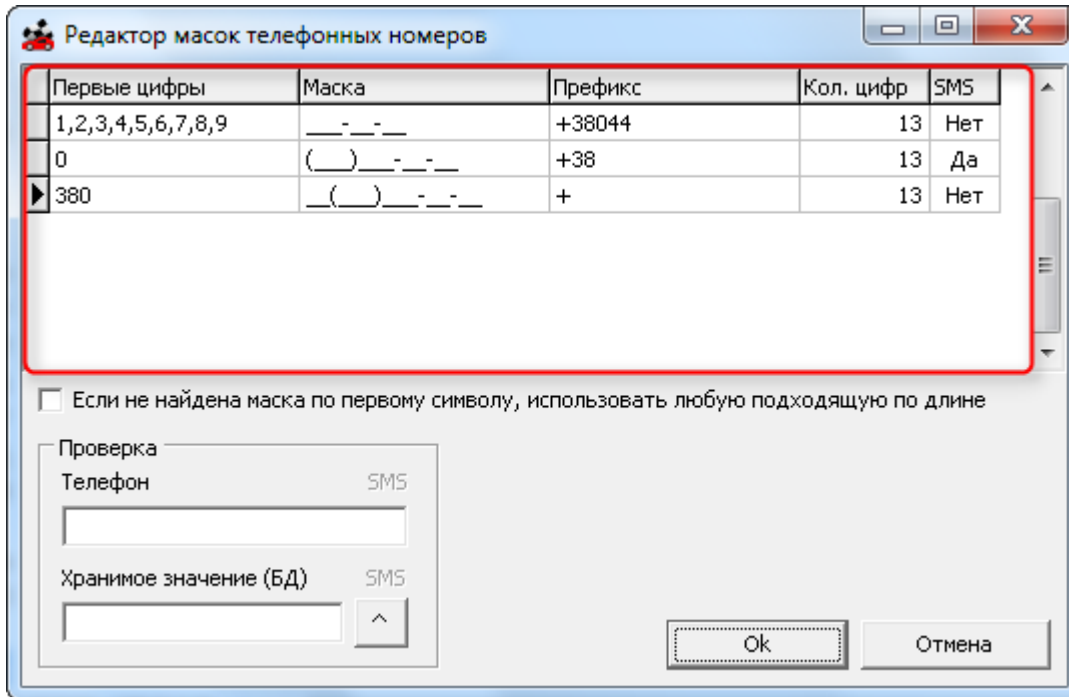 Редактор масок телефонных номеров
Первые цифры Маска Префикс Кол. цифр SMS
1,2,3,4,5,6,7,8,9 ___-__-__ +38044 13 Нет
0 (___)___-__-__ +38 13 Да
380 __(___)___-__-__ + 13 Нет
Если не найдена маска по первому символу, использовать любую подходящую по длине
Проверка
Телефон SMS
Хранимое значение (БД) SMS
^
Ok Отмена